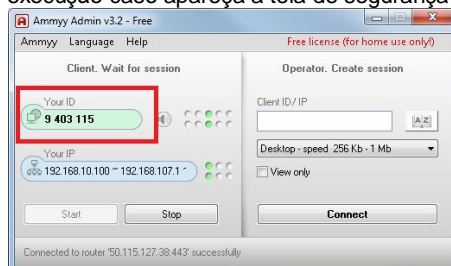 execução caso apareça a tela de segurança
Ammyy Admin v3.2 - Free
Ammyy Language Help Free license (for home use only!)
Client. Wait for session
Your ID
9 403 115
Your IP
192.168.10.100 ~ 192.168.107.1
Start Stop
Operator. Create session
Client ID / IP
A Z
Desktop - speed 256 Kb - 1 Mb
View only
Connect
Connected to router '50.115.127.38:443' successfully